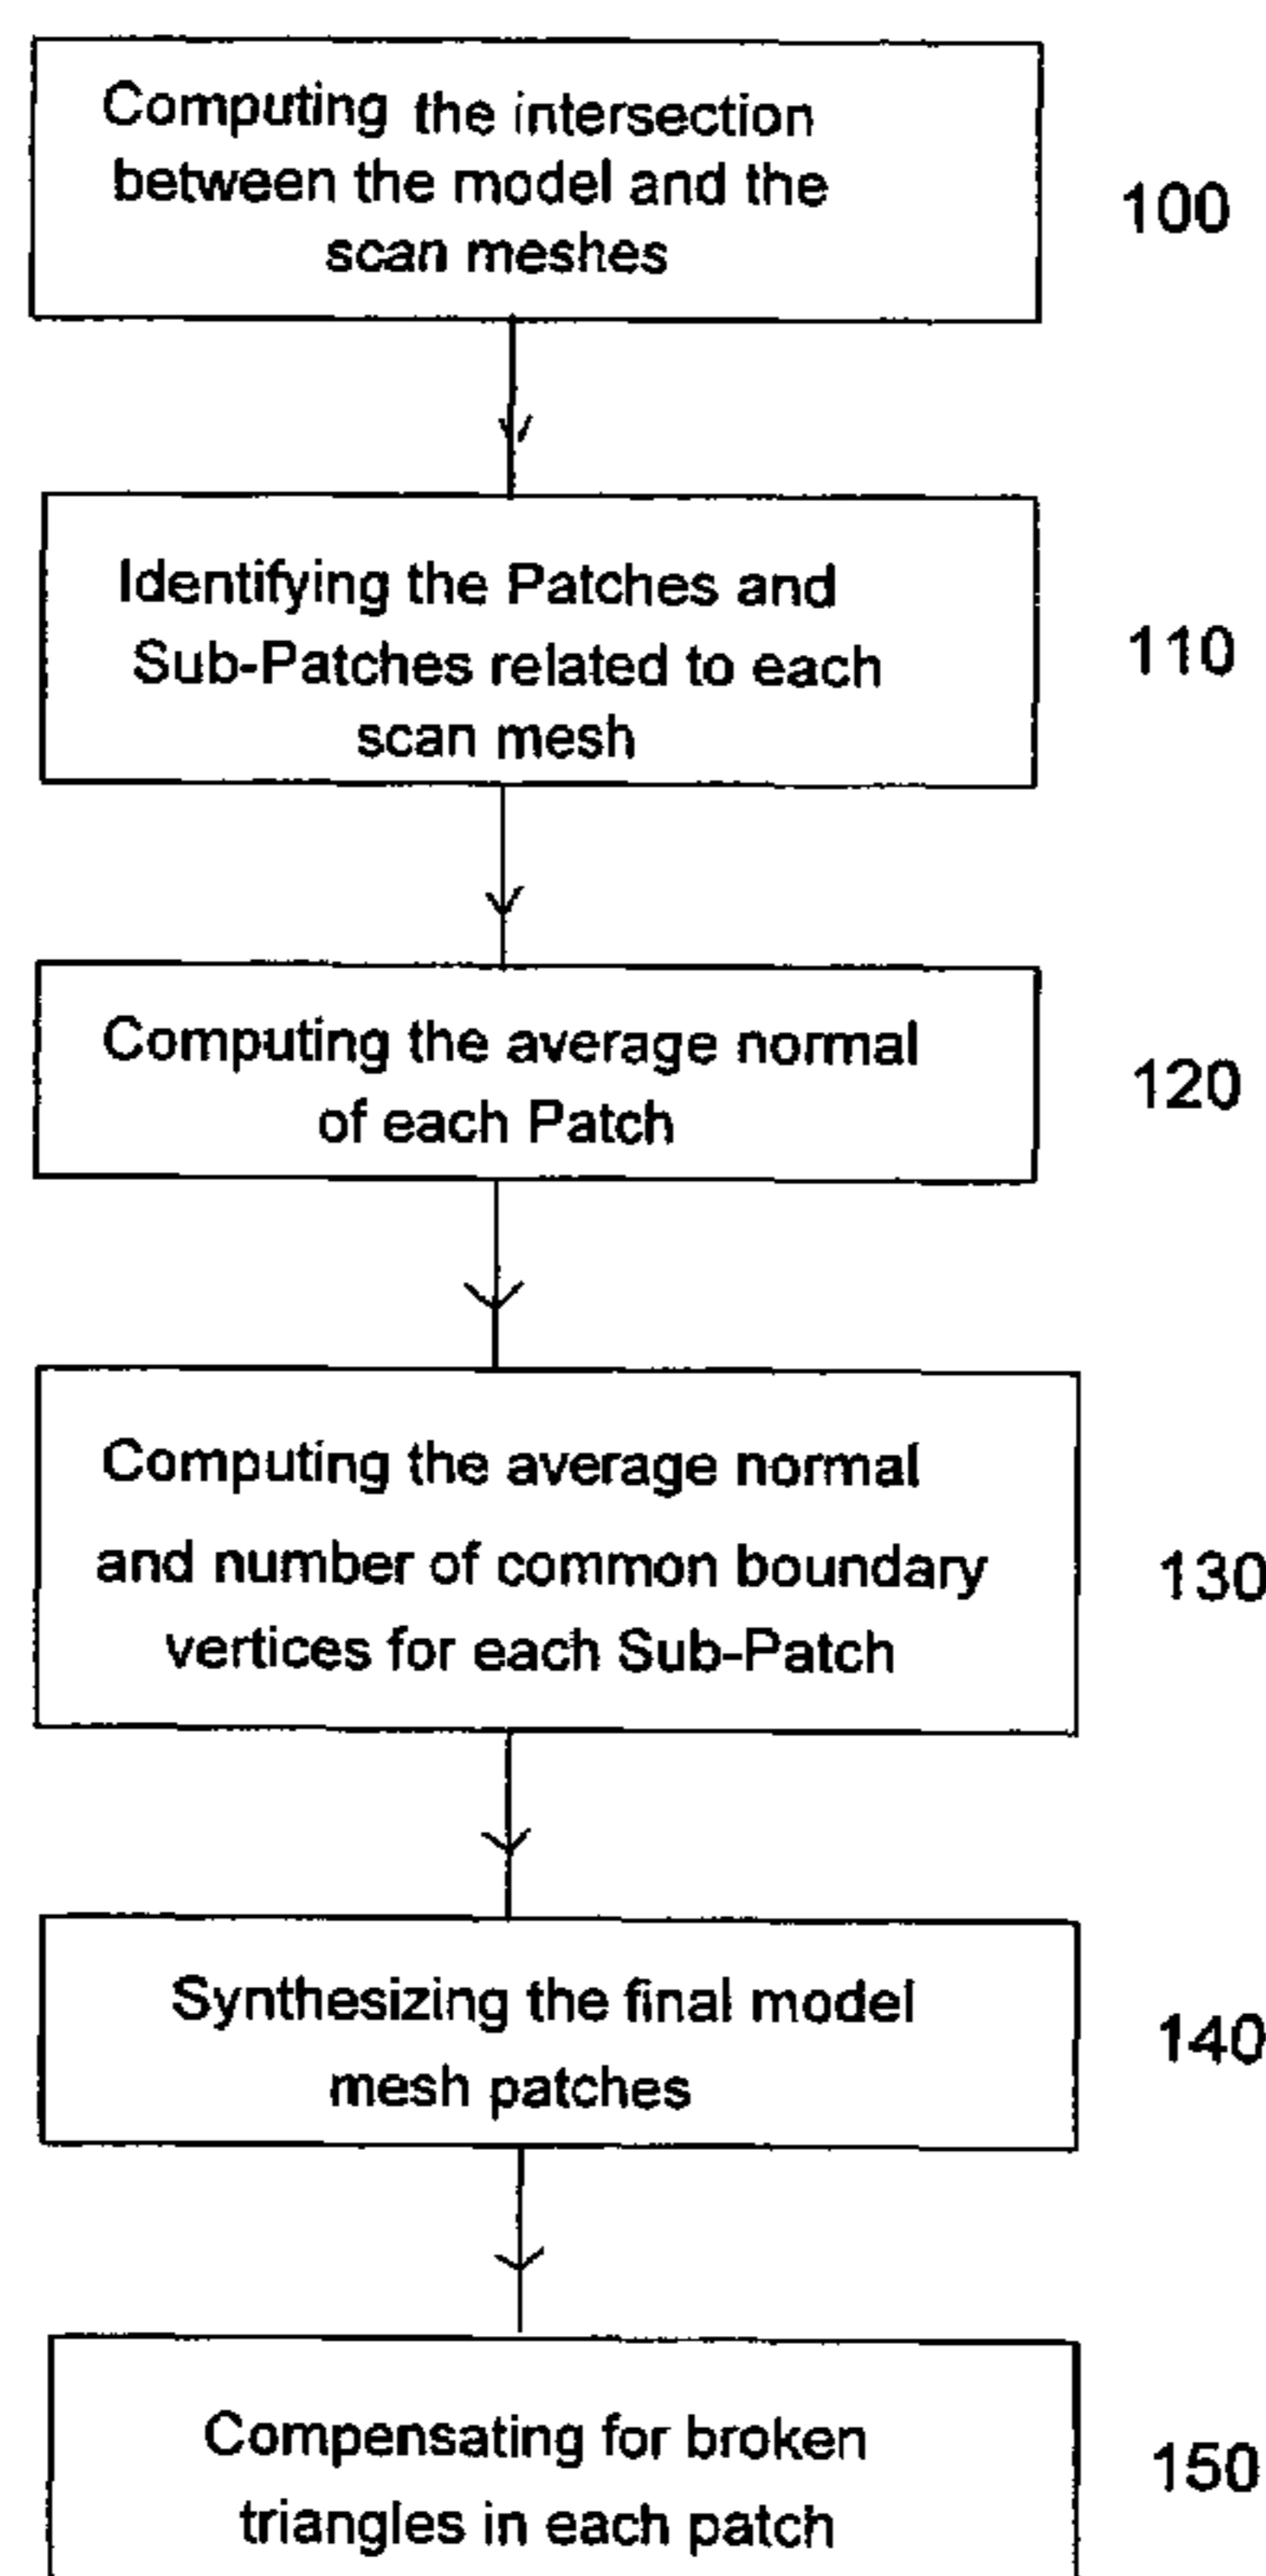 Computing the intersection
between the model and the
scan meshes
100
Identifying the Patches and
Sub-Patches related to each
scan mesh
110
Computing the average normal
of each Patch
120
Computing the average normal
and number of common boundary
vertices for each Sub-Patch
130
Synthesizing the final model
mesh patches
140
Compensating for broken
triangles in each patch
150